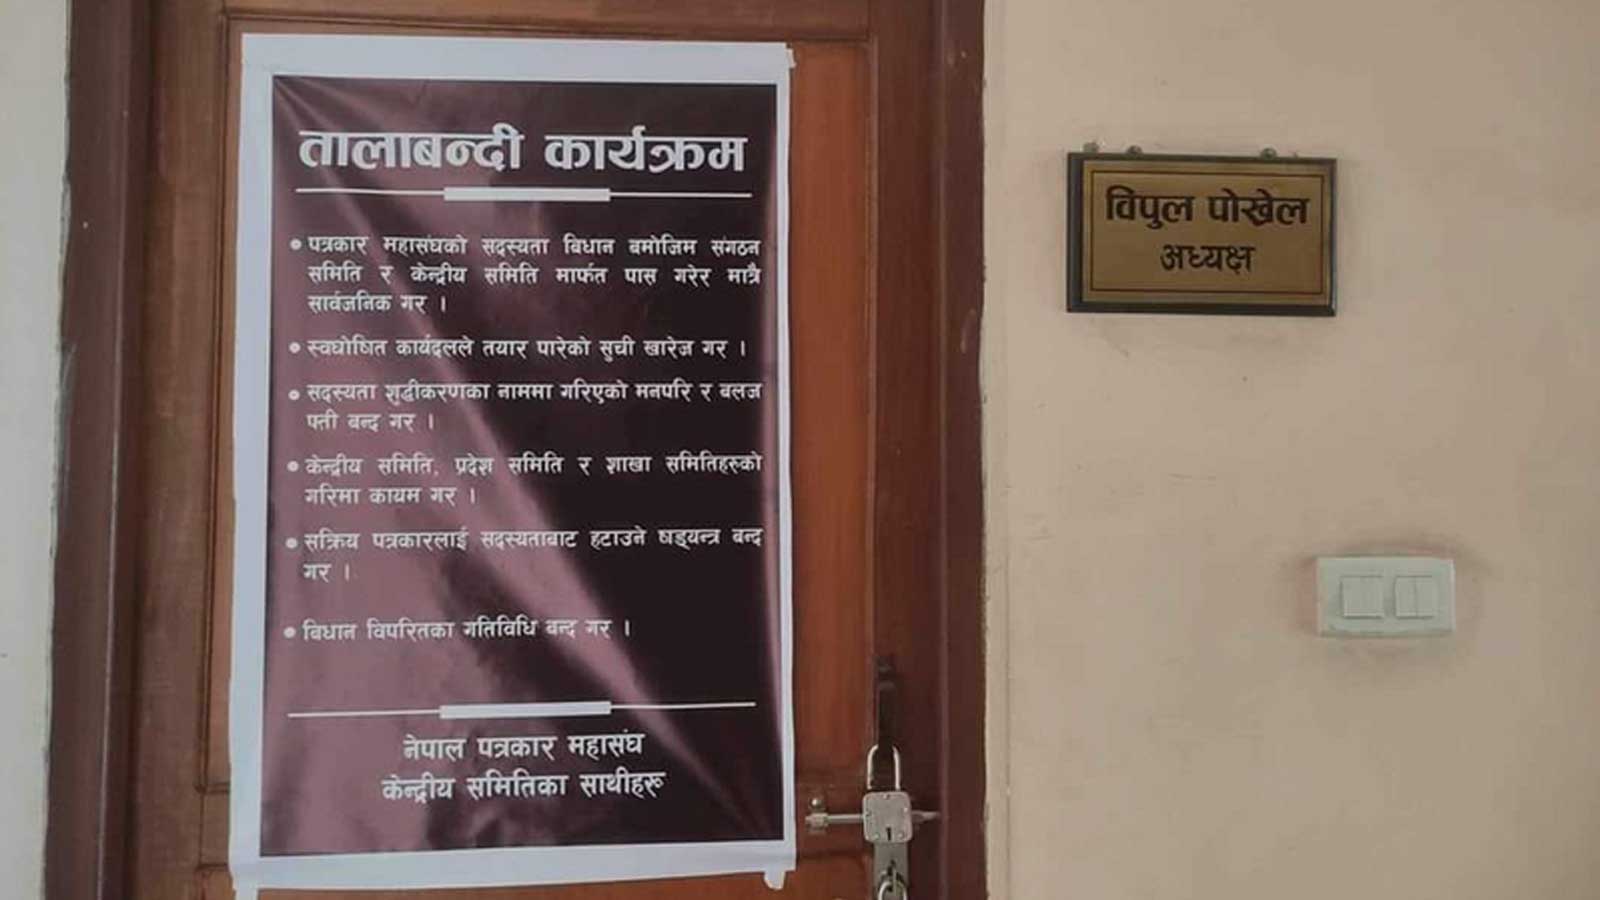 तालाबन्दी कार्यक्रम
• पत्रकार महासंघको सदस्यता बिधान बमोजिम संगठन
समिति र केन्द्रीय समिति मार्फत पास गरेर मात्रै
सार्वजनिक गर ।
• स्वघोषित कार्यदलले तयार पारेको सुची खारेज गर ।
• सदस्यता शुद्धीकरणका नाममा गरिएको मनपरि र बलज
फ्ती बन्द गर ।
• केन्द्रीय समिति, प्रदेश समिति र शाखा समितिहरुको
गरिमा कायम गर ।
• सक्रिय पत्रकारलाई सदस्यताबाट हटाउने षड्यन्त्र बन्द
गर ।
• बिधान विपरितका गतिविधि बन्द गर ।
नेपाल पत्रकार महासंघ
केन्द्रीय समितिका साथीहरू
विपुल पोख्रेल
अध्यक्ष